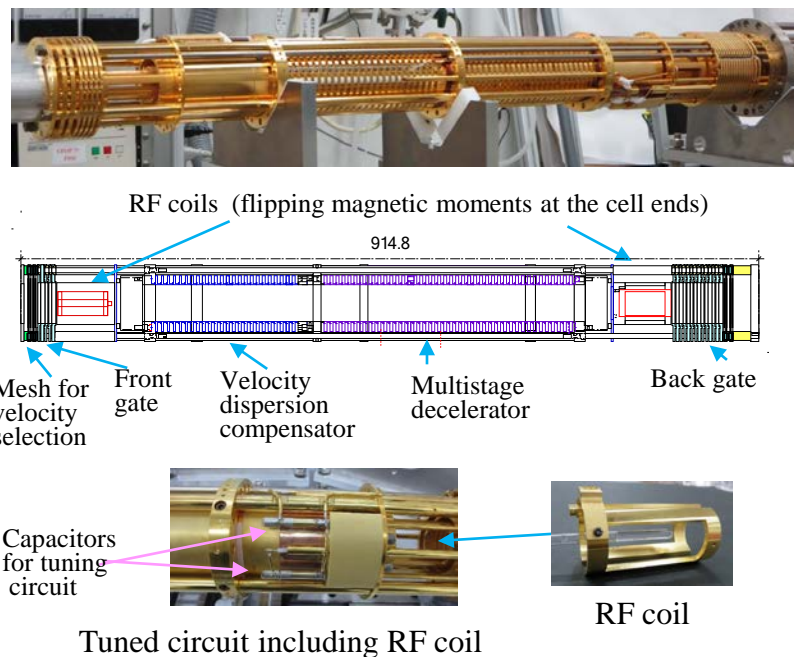 RF coils (flipping magnetic moments at the cell ends)
914.8
Mesh for
velocity
selection
Front
gate
Velocity
dispersion
compensator
Multistage
decelerator
Back gate
Capacitors
for tuning
circuit
RF coil
Tuned circuit including RF coil